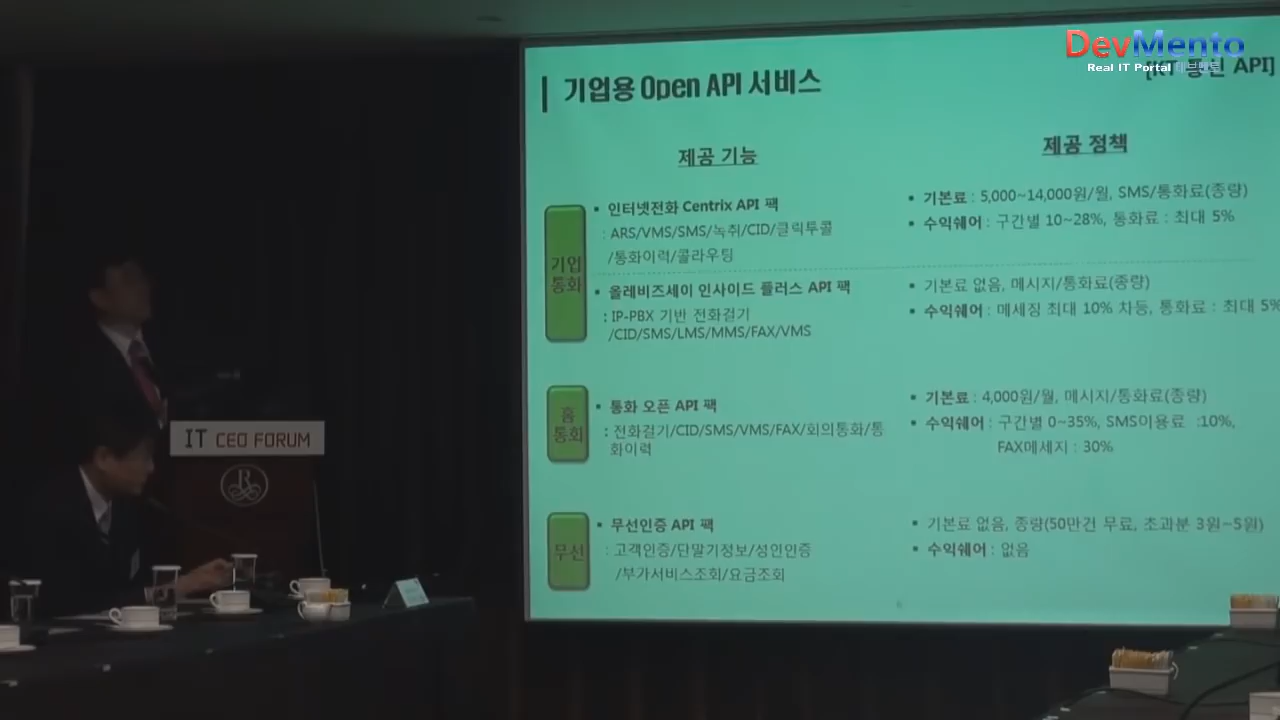 DevMento
Real IT Portal 데브멘토
기업용 Open API 서비스
[KT API]
제공 기능
제공 정책
기업
통화
▪ 인터넷전화 Centrix API 팩
: ARS/VMS/SMS/녹취/CID/클릭투콜
/통화이력/콜라우팅
▪ 기본료 : 5,000~14,000원/월, SMS/통화료(종량)
▪ 수익쉐어 : 구간별 10~28%, 통화료 : 최대 5%
▪ 올레비즈세이 인사이드 플러스 API 팩
: IP-PBX 기반 전화걸기
/CID/SMS/LMS/MMS/FAX/VMS
▪ 기본료 없음, 메시지/통화료(종량)
▪ 수익쉐어 : 메세징 최대 10% 차등, 통화료 : 최대 5%
홈
통화
▪ 통화 오픈 API 팩
: 전화걸기/CID/SMS/VMS/FAX/회의통화/통
화이력
▪ 기본료 : 4,000원/월, 메시지/통화료(종량)
▪ 수익쉐어 : 구간별 0~35%, SMS이용료 :10%,
FAX메세지 : 30%
무선
▪ 무선인증 API 팩
: 고객인증/단말기정보/성인인증
/부가서비스조회/요금조회
▪ 기본료 없음, 종량(50만건 무료, 초과분 3원~5원)
▪ 수익쉐어 : 없음
IT CEO FORUM
R